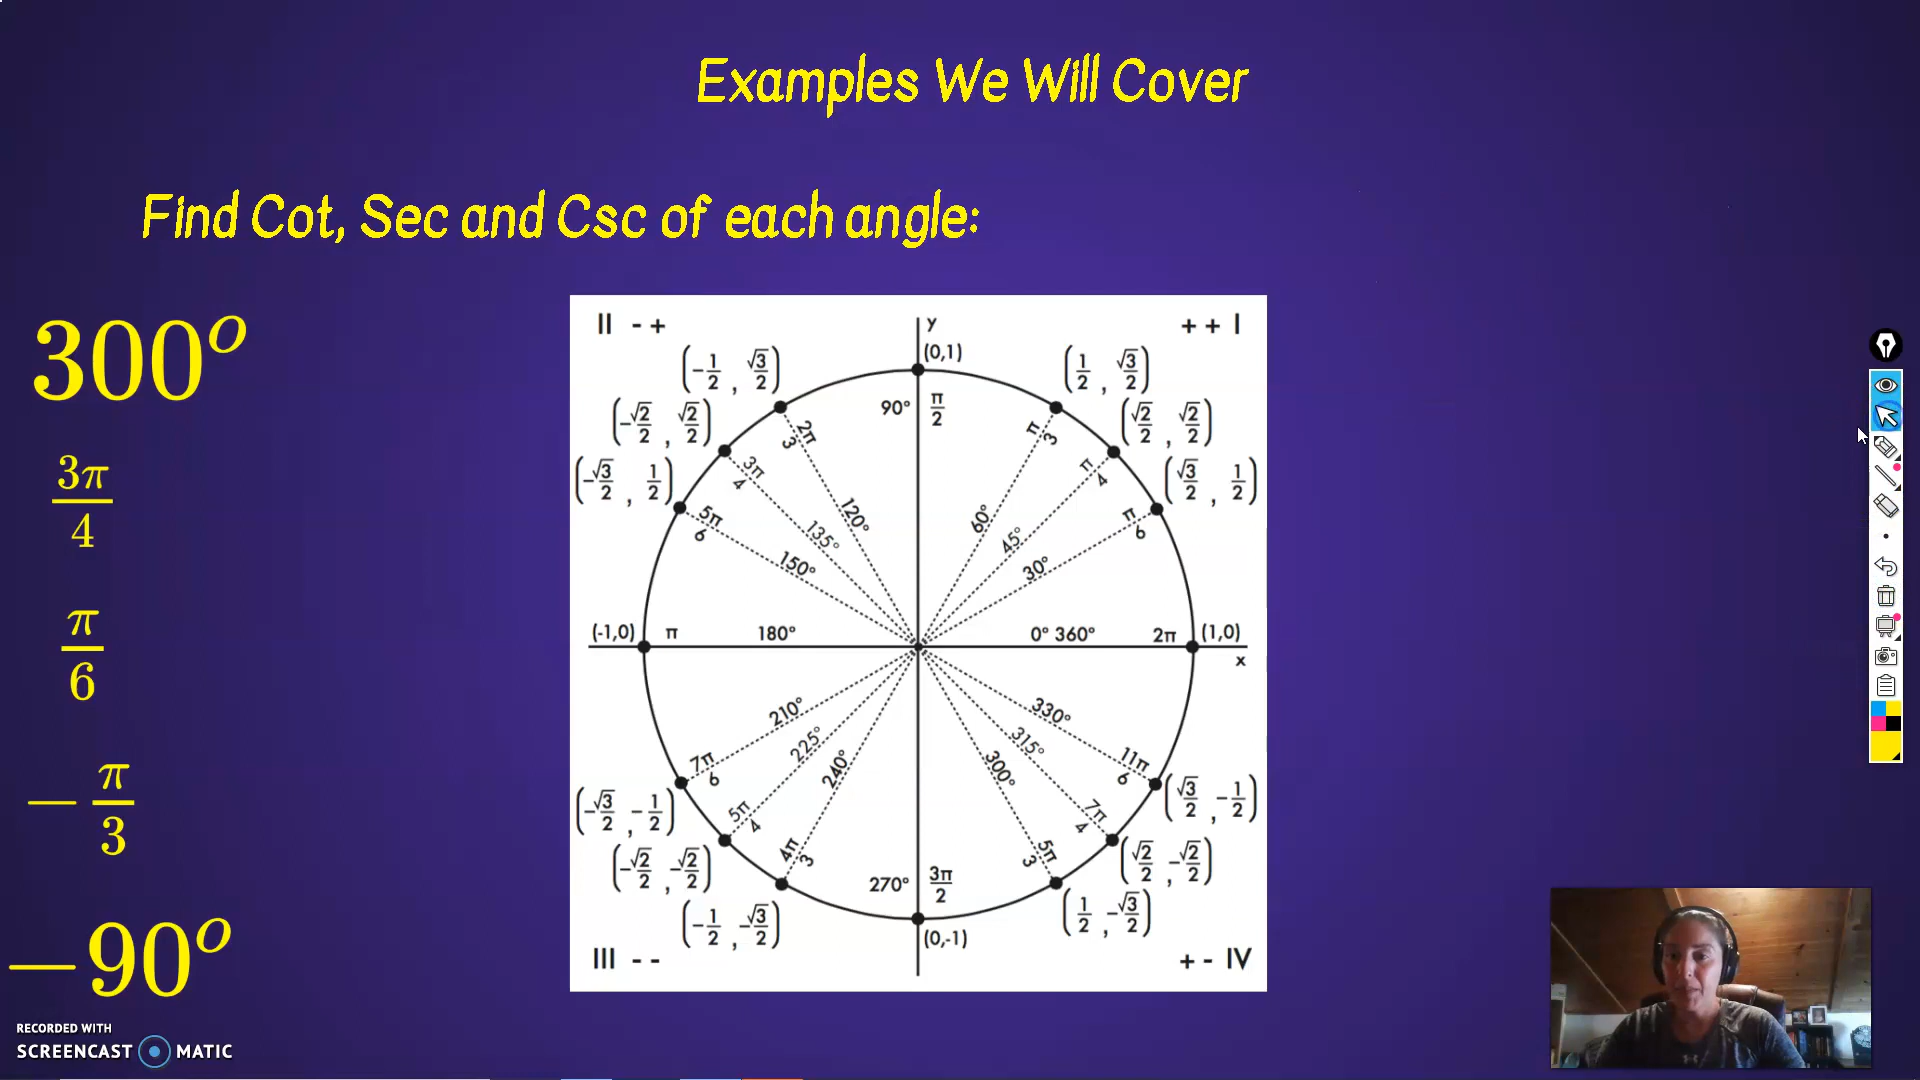 Examples We Will Cover
Find Cot, Sec and Csc of each angle:
300°
3π/4
π/6
-π/3
-90°
II - +
+ + I
y
(0,1)
(-1/2, √3/2)
(1/2, √3/2)
(-√2/2, √2/2)
(√2/2, √2/2)
(-√3/2, 1/2)
(√3/2, 1/2)
90° π/2
2π/3
π/3
3π/4
π/4
5π/6
π/6
120°
60°
135°
45°
150°
30°
(-1,0) π 180° 0° 360° 2π (1,0)
x
210°
330°
225°
315°
240°
300°
7π/6
11π/6
5π/4
7π/4
4π/3
5π/3
(-√3/2, -1/2)
(√3/2, -1/2)
(-√2/2, -√2/2)
(√2/2, -√2/2)
270° 3π/2
(-1/2, -√3/2)
(1/2, -√3/2)
(0,-1)
III - -
+ - IV
RECORDED WITH
SCREENCAST MATIC